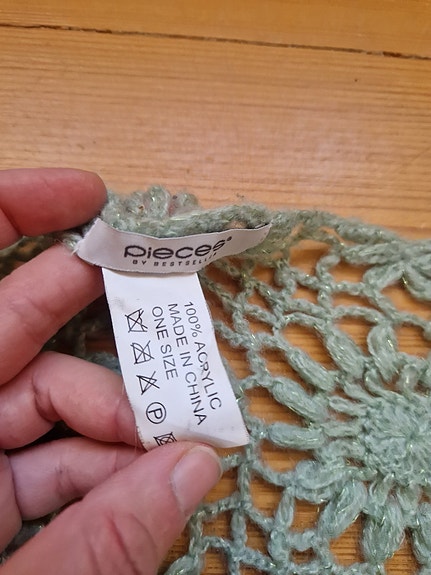 pieces®
BY BESTSELLER
100% ACRYLIC
MADE IN CHINA
ONE SIZE
P